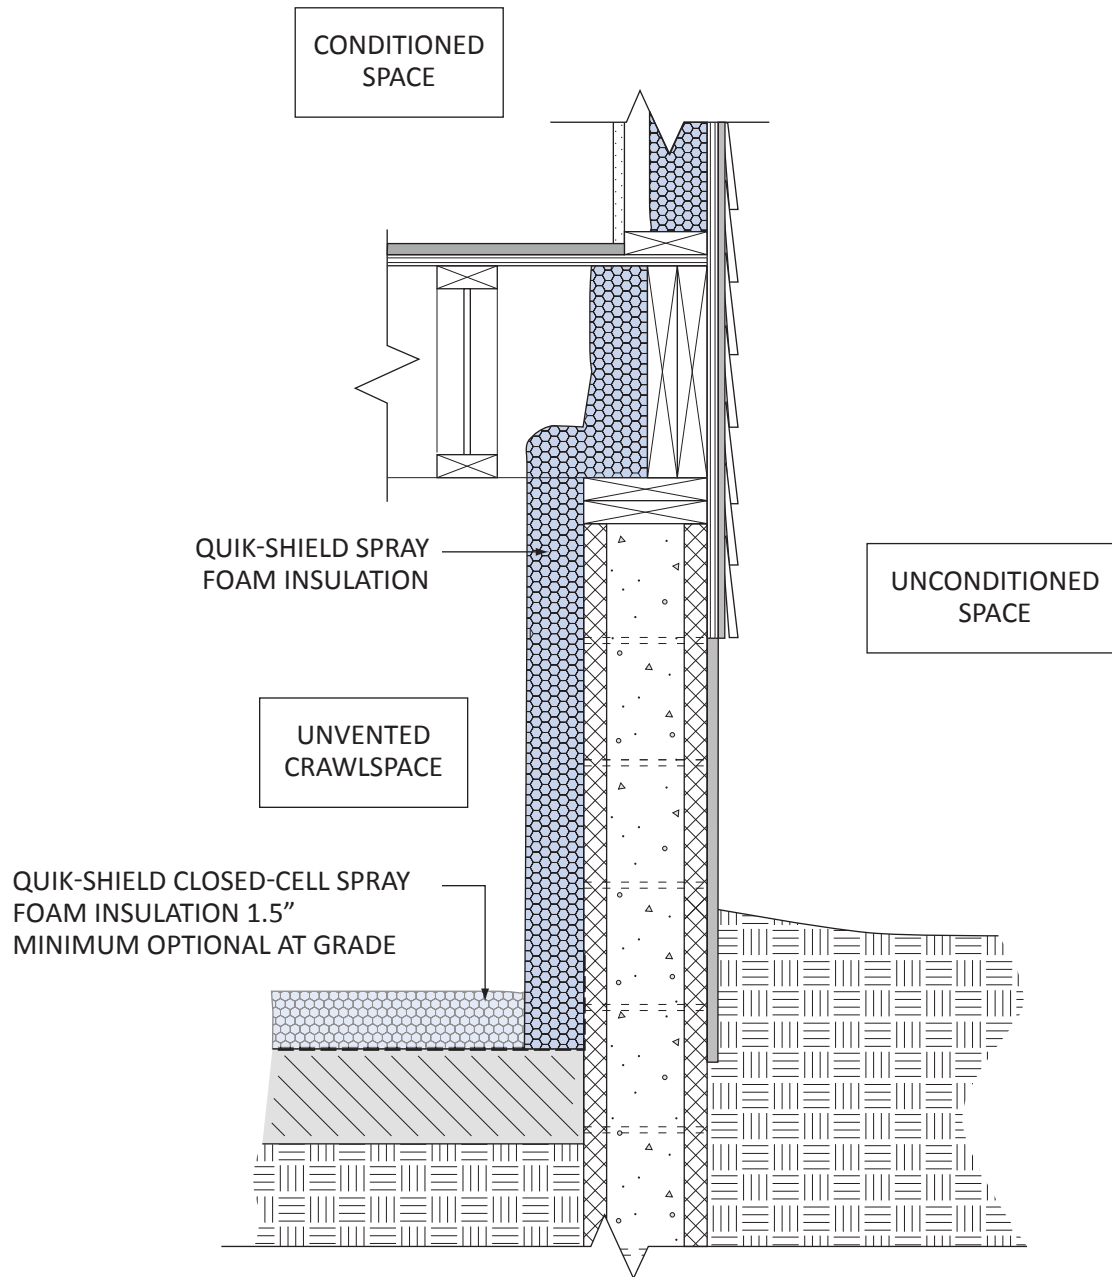 CONDITIONED
SPACE
QUIK-SHIELD SPRAY
FOAM INSULATION
UNCONDITIONED
SPACE
UNVENTED
CRAWLSPACE
QUIK-SHIELD CLOSED-CELL SPRAY
FOAM INSULATION 1.5”
MINIMUM OPTIONAL AT GRADE